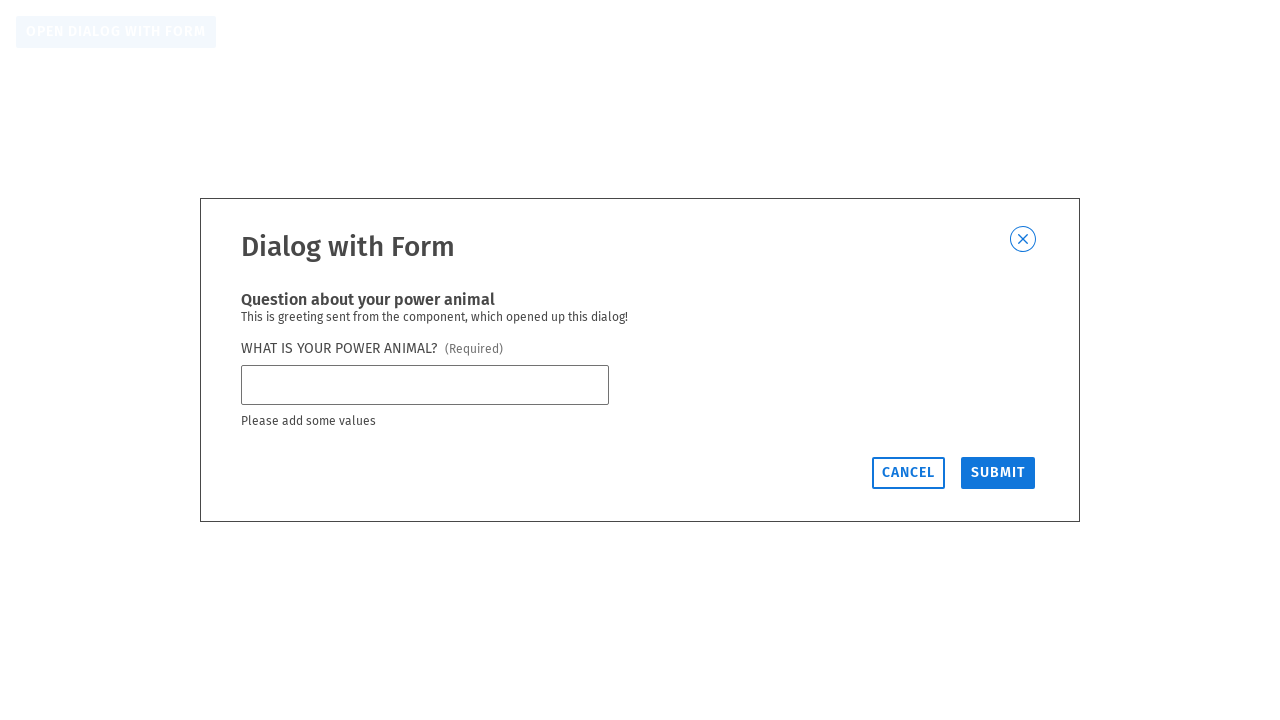 OPEN DIALOG WITH FORM
Dialog with Form
Question about your power animal
This is greeting sent from the component, which opened up this dialog!
WHAT IS YOUR POWER ANIMAL? (Required)
Please add some values
CANCEL SUBMIT